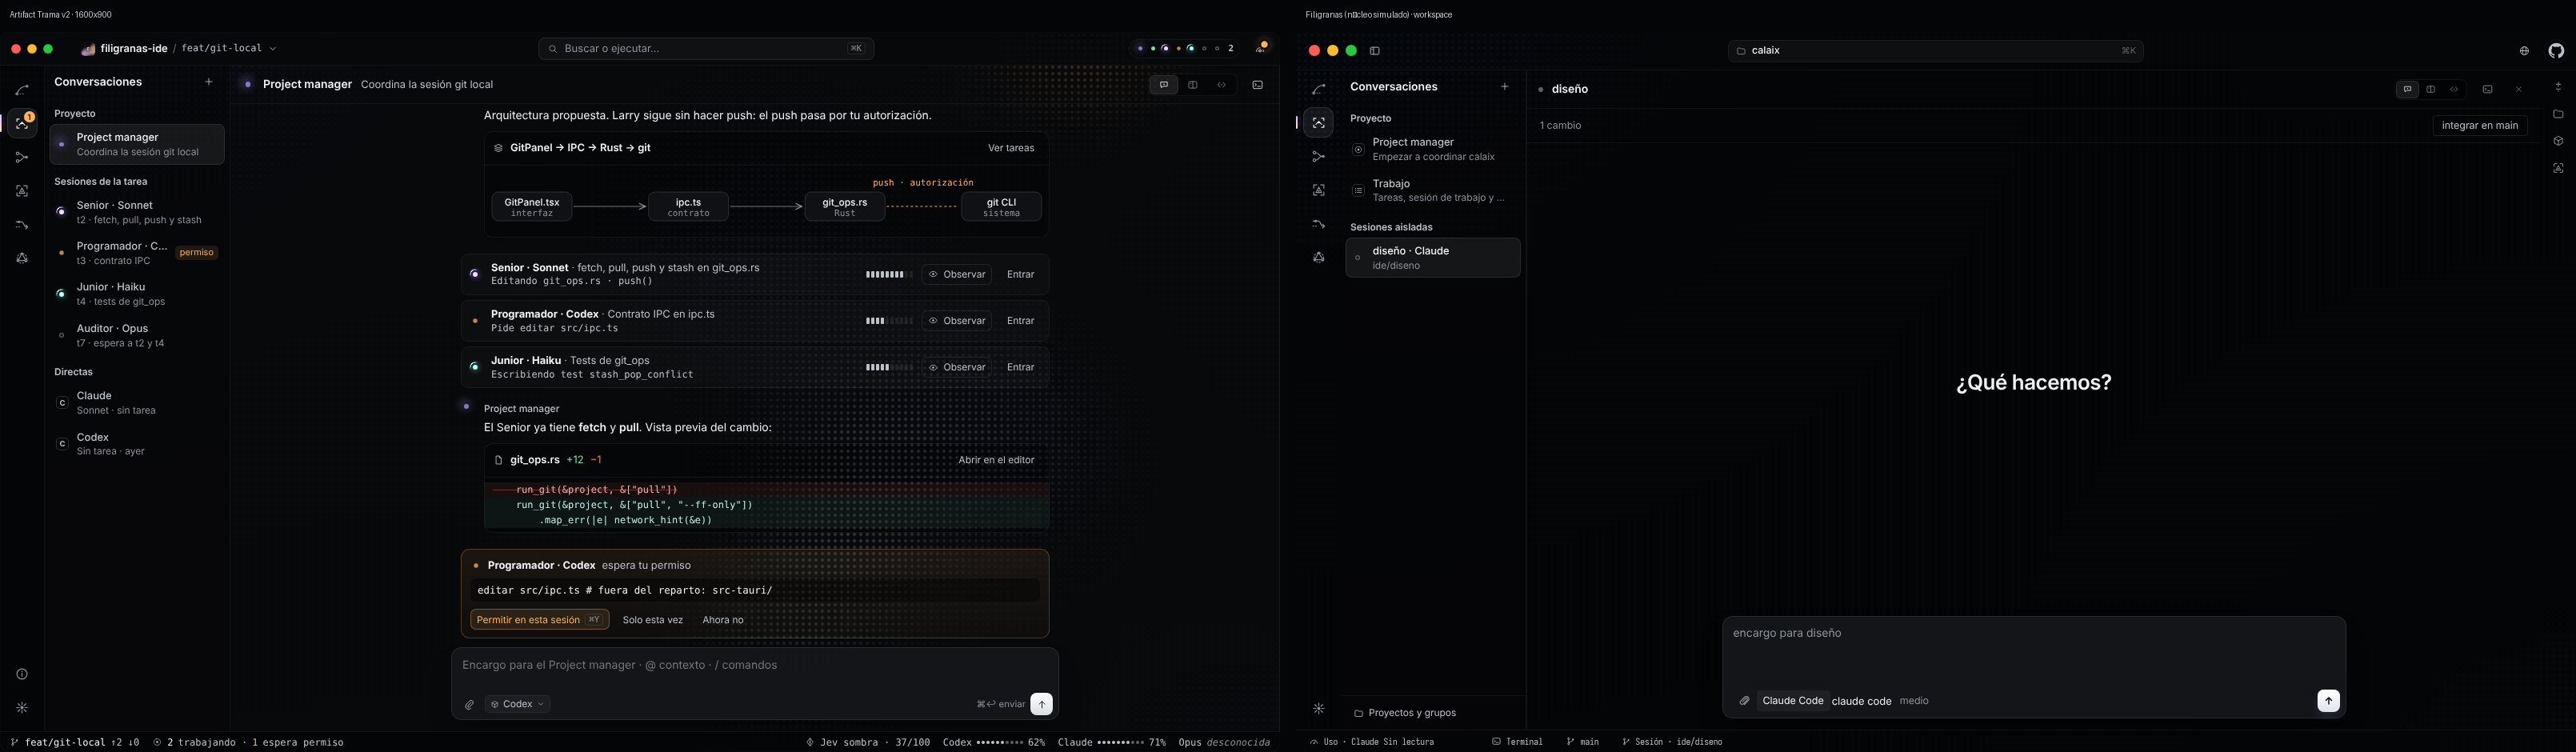 Artifact Trama v2 · 1600x900
filigranas-ide / feat/git-local
Buscar o ejecutar... ⌘K
2
Conversaciones +
Proyecto
1
Project manager
Coordina la sesión git local
Sesiones de la tarea
Senior · Sonnet
t2 · fetch, pull, push y stash
Programador · C... permiso
t3 · contrato IPC
Junior · Haiku
t4 · tests de git_ops
Auditor · Opus
t7 · espera a t2 y t4
Directas
C Claude
Sonnet · sin tarea
C Codex
Sin tarea · ayer
Project manager Coordina la sesión git local
Arquitectura propuesta. Larry sigue sin hacer push: el push pasa por tu autorización.
GitPanel → IPC → Rust → git Ver tareas
push · autorización
GitPanel.tsx ipc.ts git_ops.rs git CLI
interfaz contrato Rust sistema
Senior · Sonnet · fetch, pull, push y stash en git_ops.rs Observar Entrar
Editando git_ops.rs · push()
Programador · Codex · Contrato IPC en ipc.ts Observar Entrar
Pide editar src/ipc.ts
Junior · Haiku · Tests de git_ops Observar Entrar
Escribiendo test stash_pop_conflict
Project manager
El Senior ya tiene fetch y pull. Vista previa del cambio:
git_ops.rs +12 −1 Abrir en el editor
run_git(&project, &["pull"])
run_git(&project, &["pull", "--ff-only"])
.map_err(|e| network_hint(&e))
Programador · Codex espera tu permiso
editar src/ipc.ts # fuera del reparto: src-tauri/
Permitir en esta sesión ⌘Y Solo esta vez Ahora no
Encargo para el Project manager · @ contexto · / comandos
Codex ⌘↩ enviar
feat/git-local ↑2 ↓0 2 trabajando · 1 espera permiso Jev sombra · 37/100 Codex 62% Claude 71% Opus desconocida
Filigranas (núcleo simulado) · workspace
calaix ⌘K
Conversaciones +
Proyecto
Project manager
Empezar a coordinar calaix
Trabajo
Tareas, sesión de trabajo y ...
Sesiones aisladas
diseño · Claude
ide/diseno
Proyectos y grupos
diseño
1 cambio integrar en main
¿Qué hacemos?
encargo para diseño
Claude Code claude code medio
Uso · Claude Sin lectura Terminal main Sesión · ide/diseno